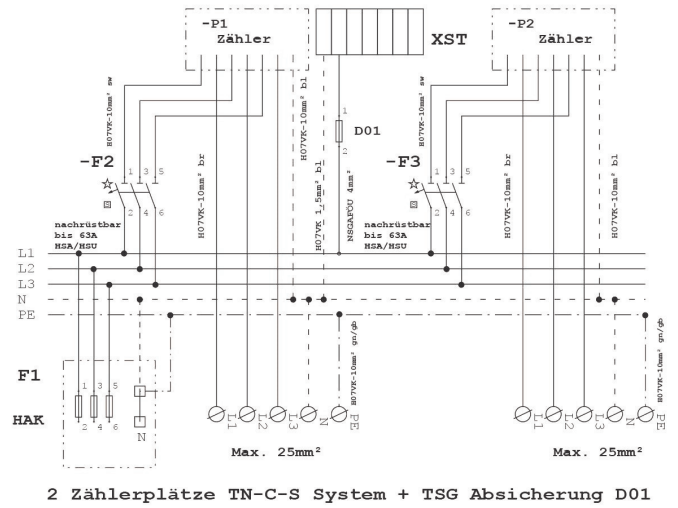 -P1
Zähler
XST
-P2
Zähler
H07VK-10mm² sw
H07VK-10mm² br
H07VK-10mm² bl
H07VK 1,5mm² bl
NSGAFÖU 4mm²
1
D01
2
H07VK-10mm² sw
H07VK-10mm² br
H07VK-10mm² bl
-F2
1 3 5
2 4 6
nachrüstbar
bis 63A
HSA/HSU
-F3
1 3 5
2 4 6
nachrüstbar
bis 63A
HSA/HSU
L1
L2
L3
N
PE
F1
HAK
1 3 5
2 4 6
N
H07VK-10mm² gn/gb
H07VK-10mm² gn/gb
L1 L2 L3 N PE
L1 L2 L3 N PE
Max. 25mm²
Max. 25mm²
2 Zählerplätze TN-C-S System + TSG Absicherung D01